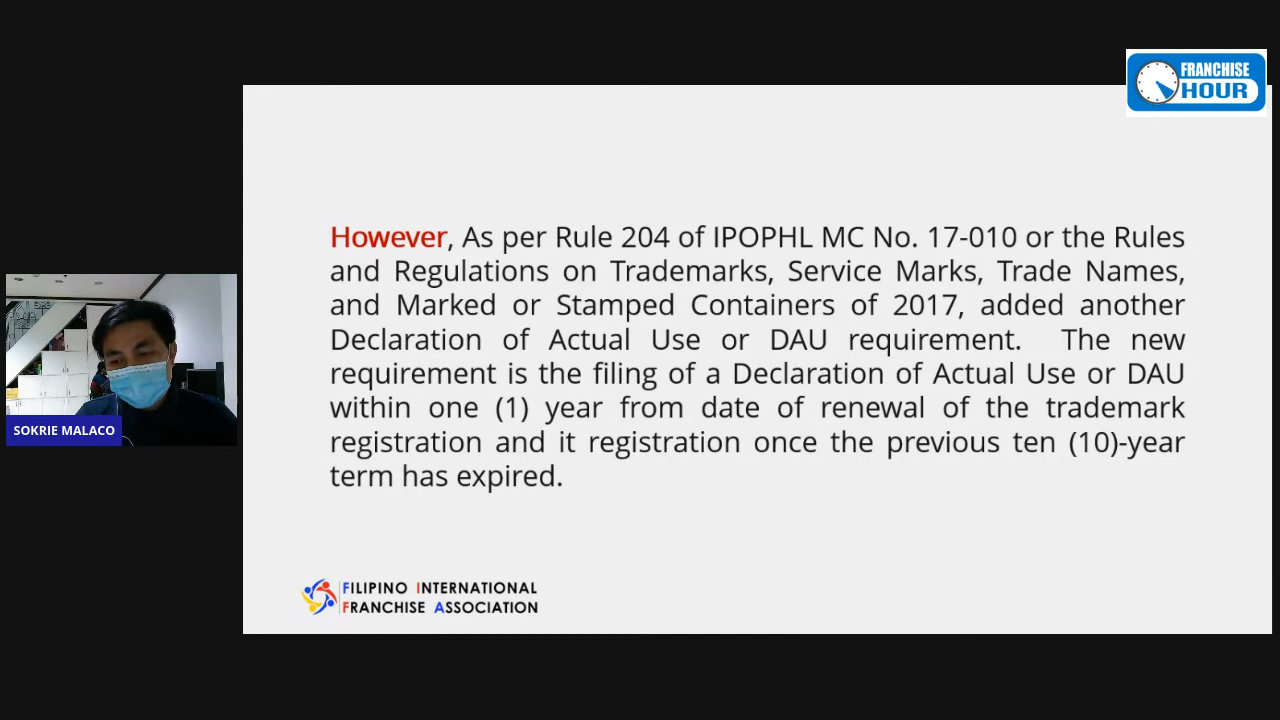 FRANCHISE
HOUR
However, As per Rule 204 of IPOPHL MC No. 17-010 or the Rules
and Regulations on Trademarks, Service Marks, Trade Names,
and Marked or Stamped Containers of 2017, added another
Declaration of Actual Use or DAU requirement. The new
requirement is the filing of a Declaration of Actual Use or DAU
within one (1) year from date of renewal of the trademark
registration and it registration once the previous ten (10)-year
term has expired.
SOKRIE MALACO
FILIPINO INTERNATIONAL
FRANCHISE ASSOCIATION